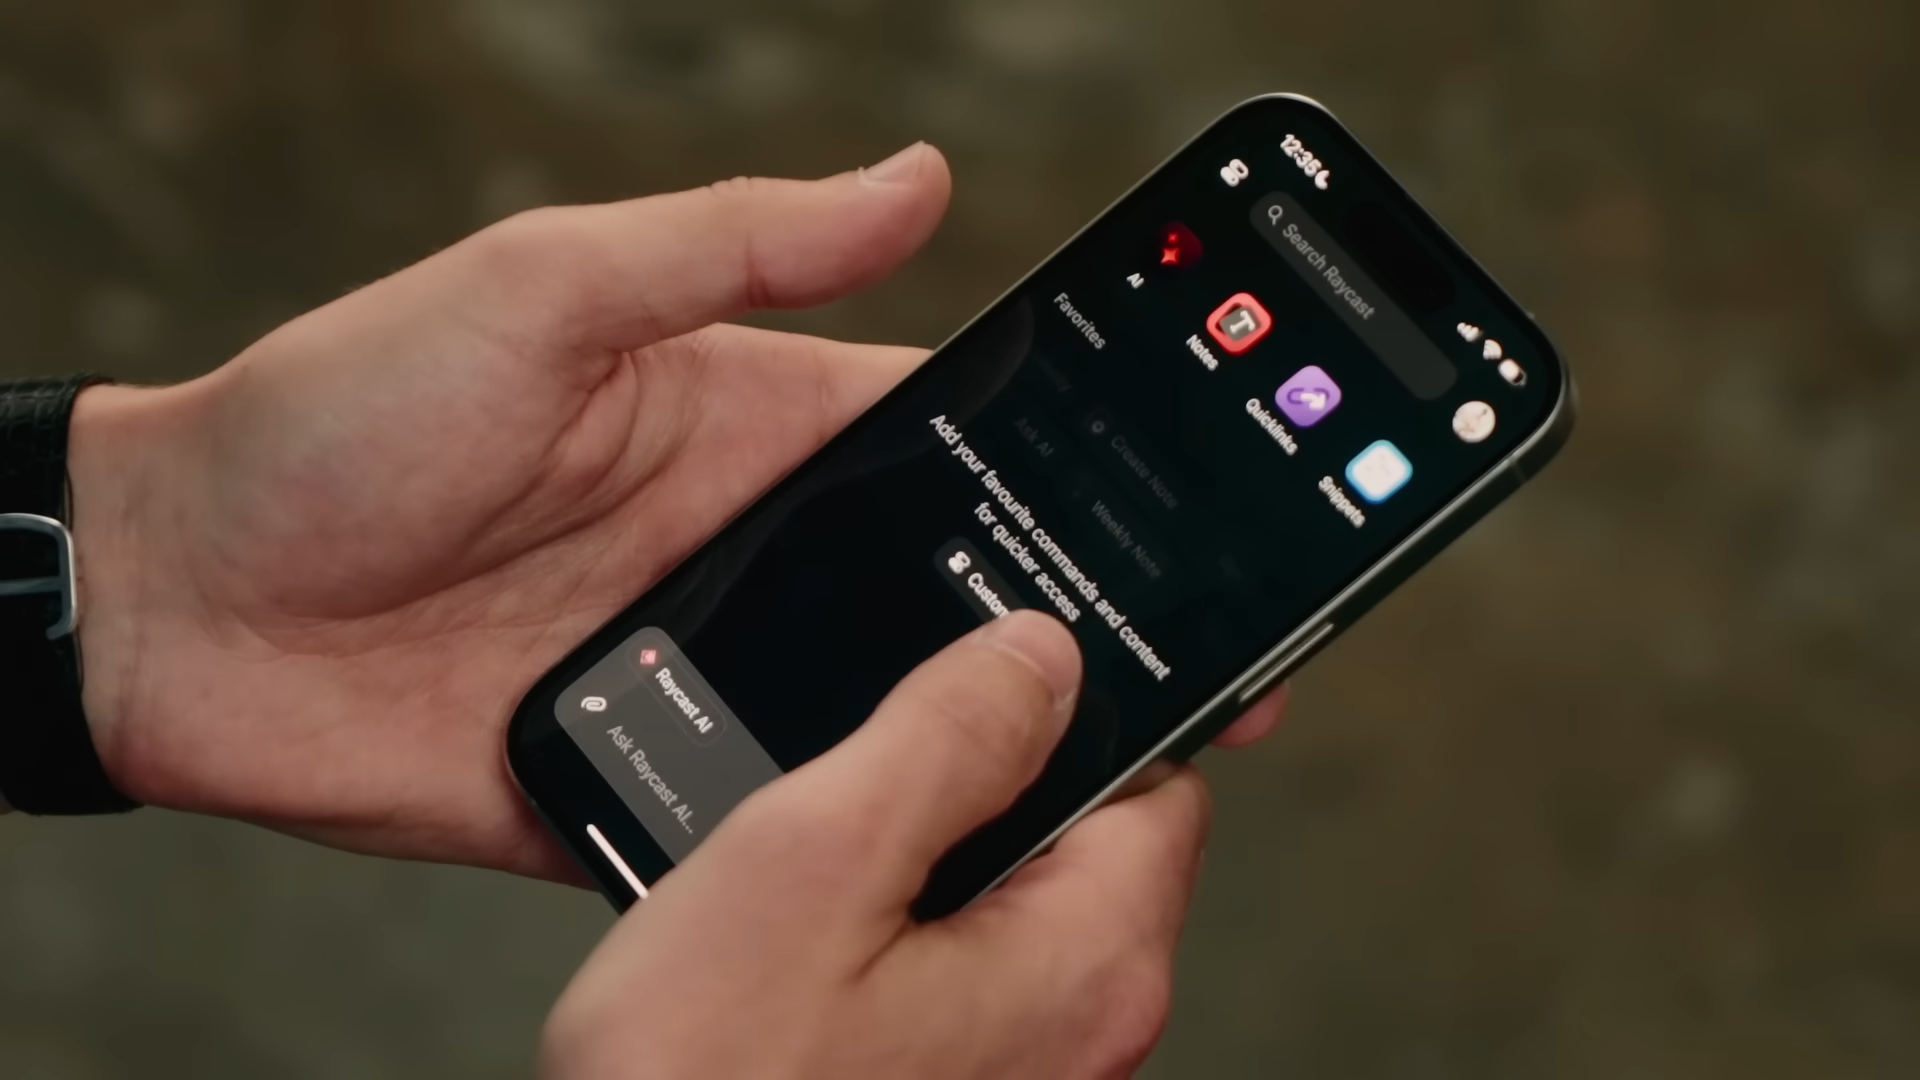 12:35
Search Raycast
AI
Notes
Quicklinks
Snippets
Favorites
Create Note
Ask AI
Weekly Note
Add your favourite commands and content
for quicker access
Raycast AI
Ask Raycast AI...